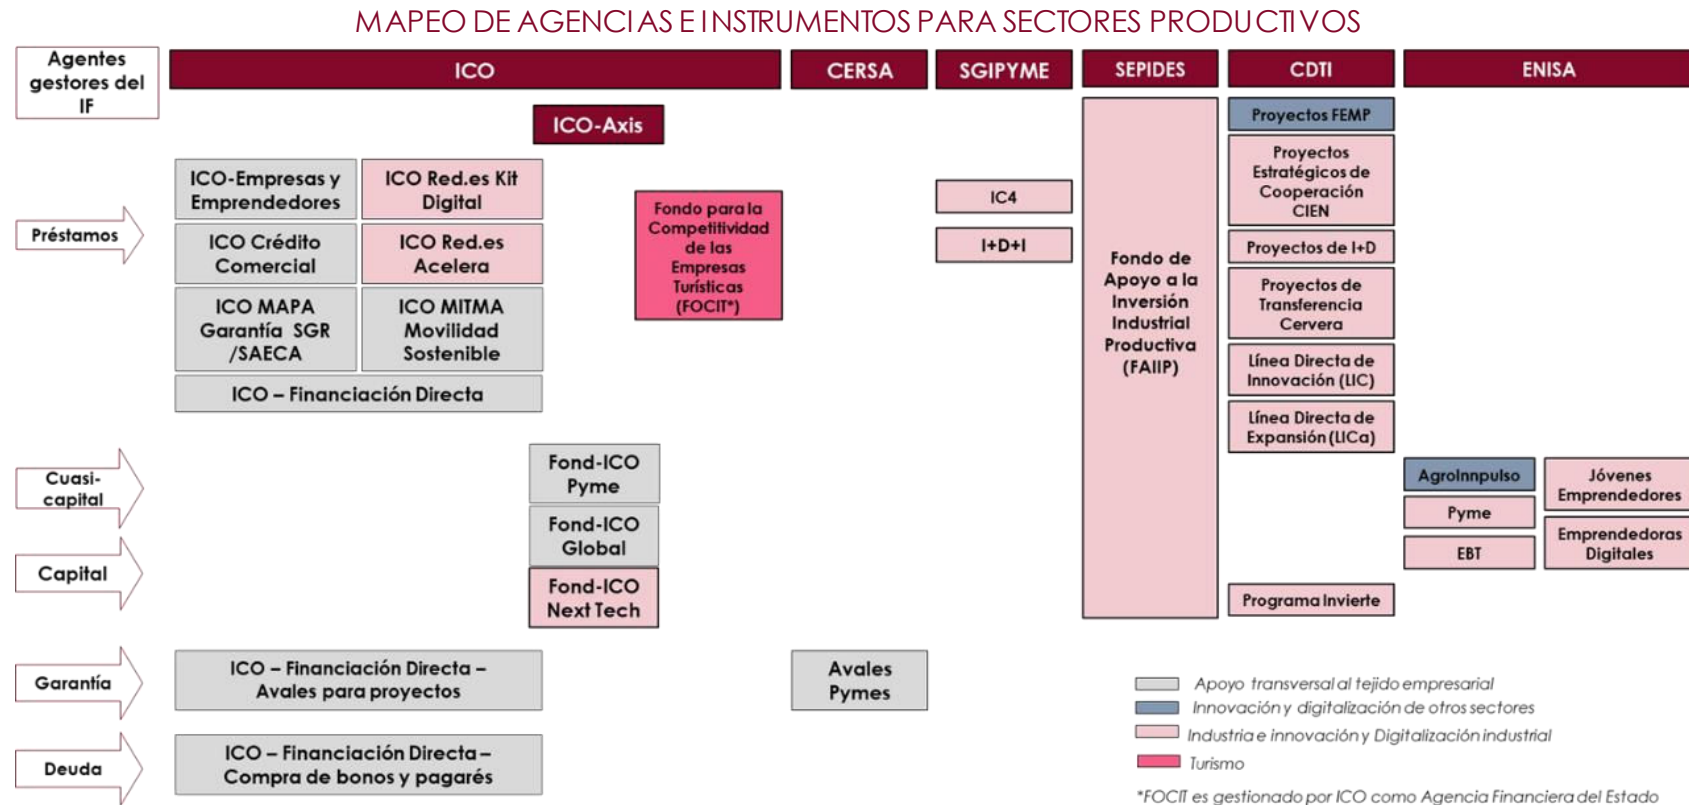 MAPEO DE AGENCIAS E INSTRUMENTOS PARA SECTORES PRODUCTIVOS
Agentes
gestores del
IF
ICO
CERSA
SGIPYME
SEPIDES
CDTI
ENISA
ICO-Axis
Préstamos
ICO-Empresas y
Emprendedores
ICO Red.es Kit
Digital
ICO Crédito
Comercial
ICO Red.es
Acelera
ICO MAPA
Garantía SGR
/SAECA
ICO MITMA
Movilidad
Sostenible
ICO – Financiación Directa
Fondo para la
Competitividad
de las
Empresas
Turísticas
(FOCIT*)
IC4
I+D+I
Fondo de
Apoyo a la
Inversión
Industrial
Productiva
(FAIIP)
Proyectos FEMP
Proyectos
Estratégicos de
Cooperación
CIEN
Proyectos de I+D
Proyectos de
Transferencia
Cervera
Línea Directa de
Innovación (LIC)
Línea Directa de
Expansión (LICa)
Cuasi-
capital
Capital
Fond-ICO
Pyme
Fond-ICO
Global
Fond-ICO
Next Tech
Programa Invierte
AgroInnpulso
Pyme
EBT
Jóvenes
Emprendedores
Emprendedoras
Digitales
Garantía
ICO – Financiación Directa –
Avales para proyectos
Avales
Pymes
Deuda
ICO – Financiación Directa –
Compra de bonos y pagarés
Apoyo transversal al tejido empresarial
Innovación y digitalización de otros sectores
Industria e innovación y Digitalización industrial
Turismo
*FOCIT es gestionado por ICO como Agencia Financiera del Estado